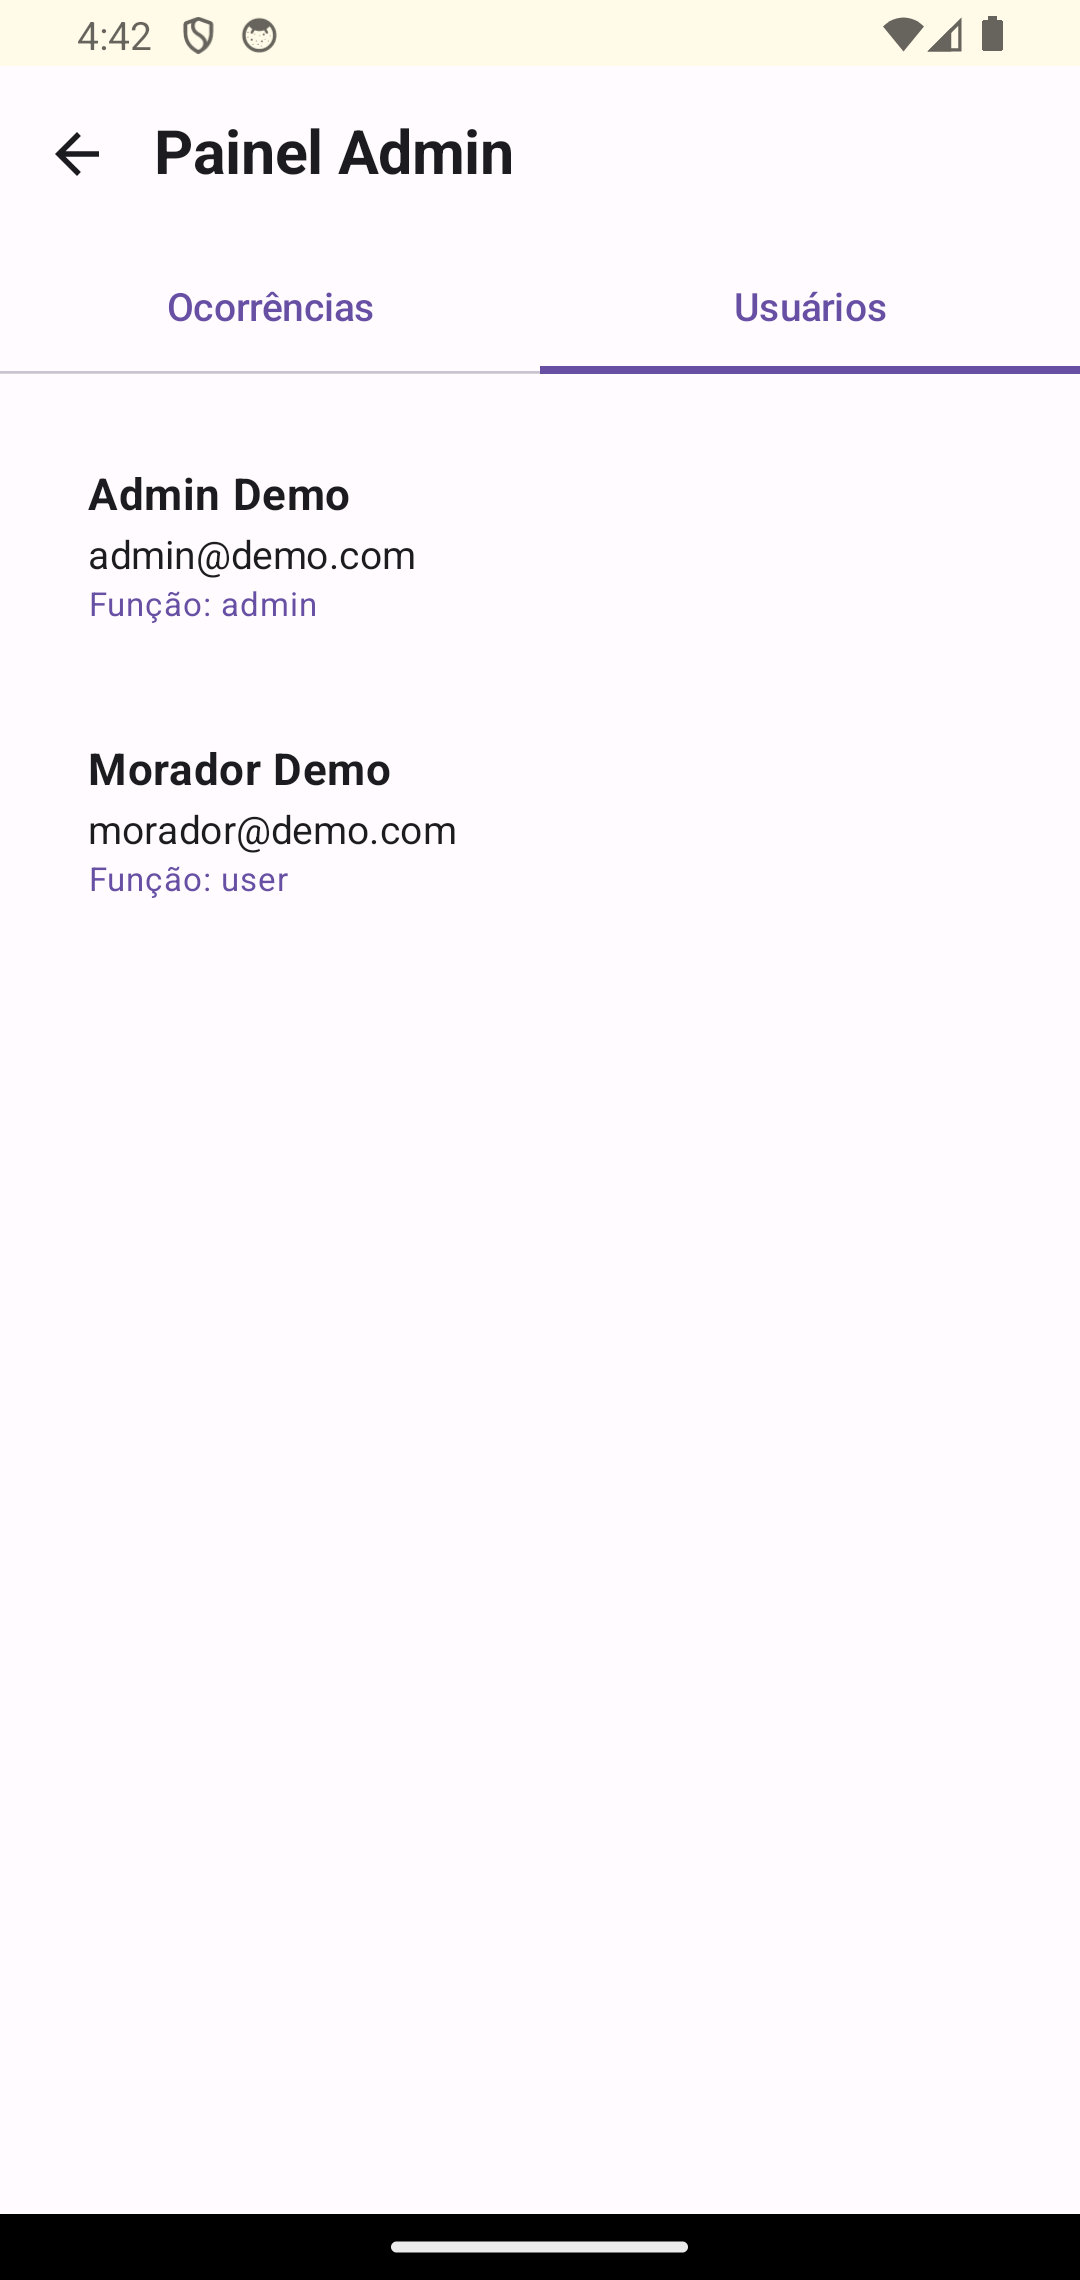 4:42
Painel Admin
Ocorrências
Usuários
Admin Demo
admin@demo.com
Função: admin
Morador Demo
morador@demo.com
Função: user